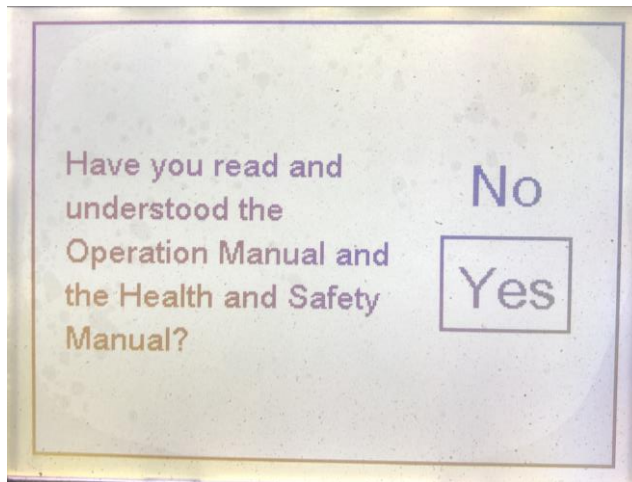 Have you read and
understood the
Operation Manual and
the Health and Safety
Manual?
No
Yes